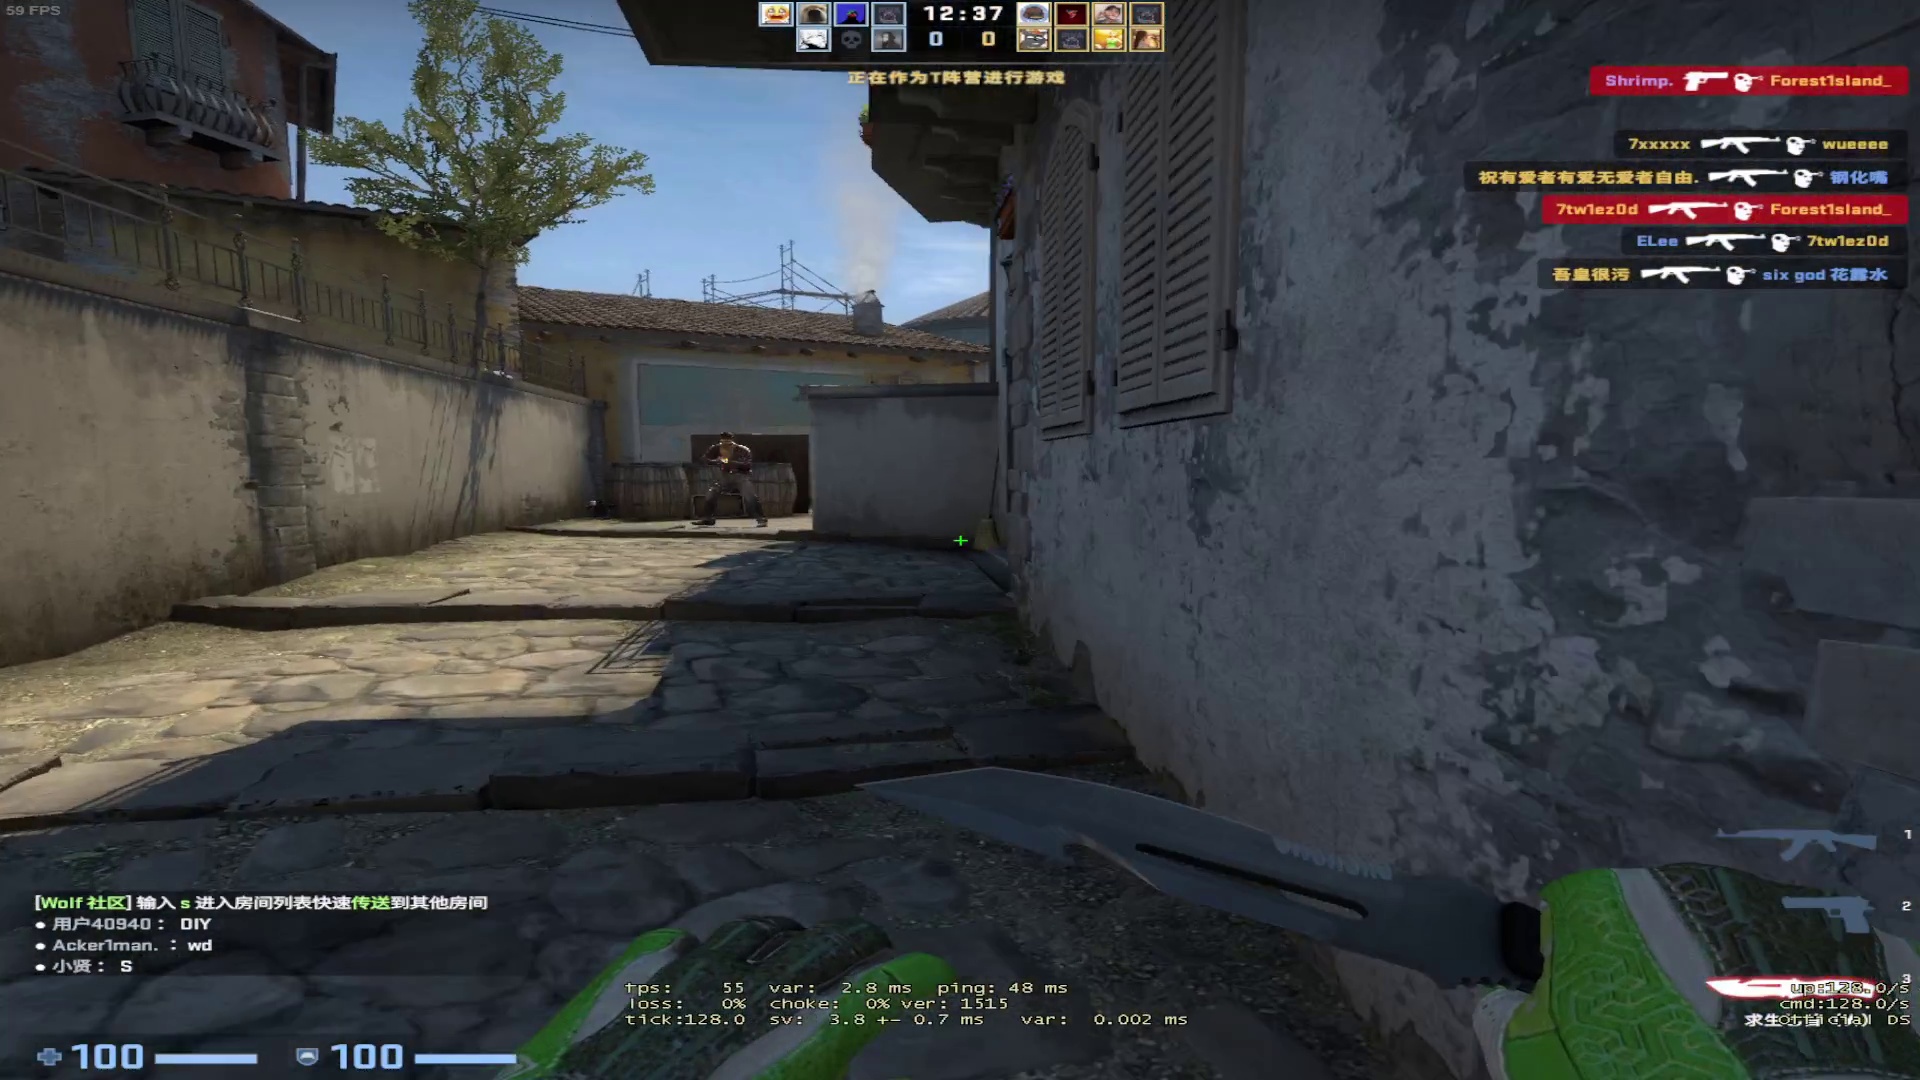 59 FPS
12:37
0 0
正在作为T阵营进行游戏
Shrimp. Forest1sland_
7xxxxx wueeee
祝有爱者有爱无爱者自由. 钢化嘴
7tw1ez0d Forest1sland_
ELee 7tw1ez0d
吾皇很污 six god 花露水
[Wolf 社区] 输入 s 进入房间列表快速传送到其他房间
用户40940： DIY
Acker1man. ：wd
小贤： S
fps: 55 var: 2.8 ms ping: 48 ms
loss: 0% choke: 0% ver: 1515
tick:128.0 sv: 3.8 +- 0.7 ms var: 0.002 ms
1
2
3
up:128.0/s
cmd:128.0/s
DS
100 100